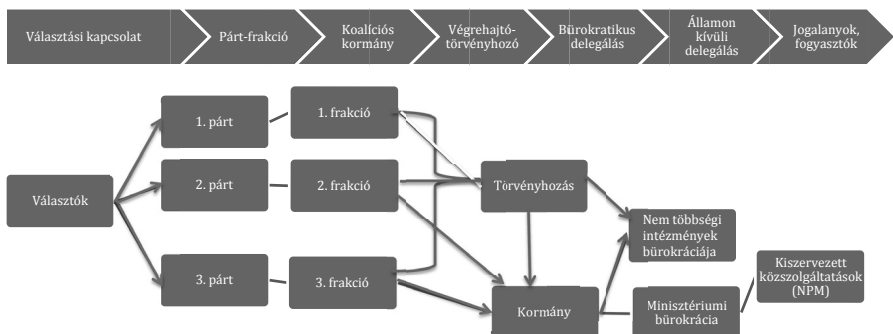 Választási kapcsolat
Párt-frakció
Koalíciós
kormány
Végrehajtó-
törvényhozó
Bürokratikus
delegálás
Államon
kívüli
delegálás
Jogalanyok,
fogyasztók
Választók
1. párt
2. párt
3. párt
1. frakció
2. frakció
3. frakció
Törvényhozás
Kormány
Nem többségi
intézmények
bürokráciája
Minisztériumi
bürokrácia
Kiszervezett
közszolgáltatások
(NPM)